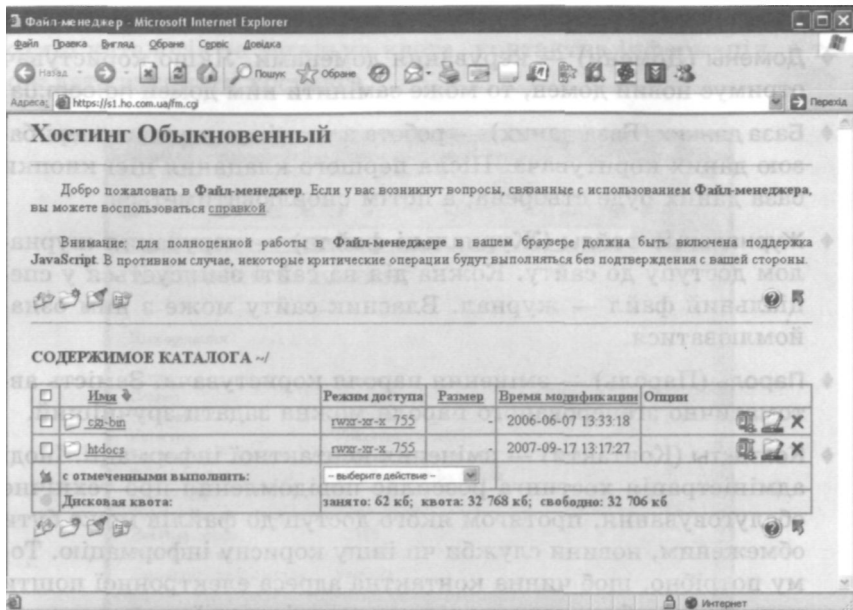 Файл-менеджер - Microsoft Internet Explorer
Файл Правка Вигляд Обране Сервіс Довідка
Назад Пошук Обране
Адреса: https://s1.ho.com.ua/fm.cgi Перехід
Хостинг Обыкновенный
Добро пожаловать в Файл-менеджер. Если у вас возникнут вопросы, связанные с использованием Файл-менеджера,
вы можете воспользоваться справкой.
Внимание: для полноценной работы в Файл-менеджере в вашем браузере должна быть включена поддержка
JavaScript. В противном случае, некоторые критические операции будут выполняться без подтверждения с вашей стороны.
СОДЕРЖИМОЕ КАТАЛОГА ~/
Имя Режим доступа Размер Время модификации Опции
cgi-bin rwxr-xr-x 755 - 2006-06-07 13:33:18
htdocs rwxr-xr-x 755 2007-09-17 13:17:27
с отмеченными выполнить: -- выберите действие --
Дисковая квота: занято: 62 кб; квота: 32 768 кб; свободно: 32 706 кб
Интернет